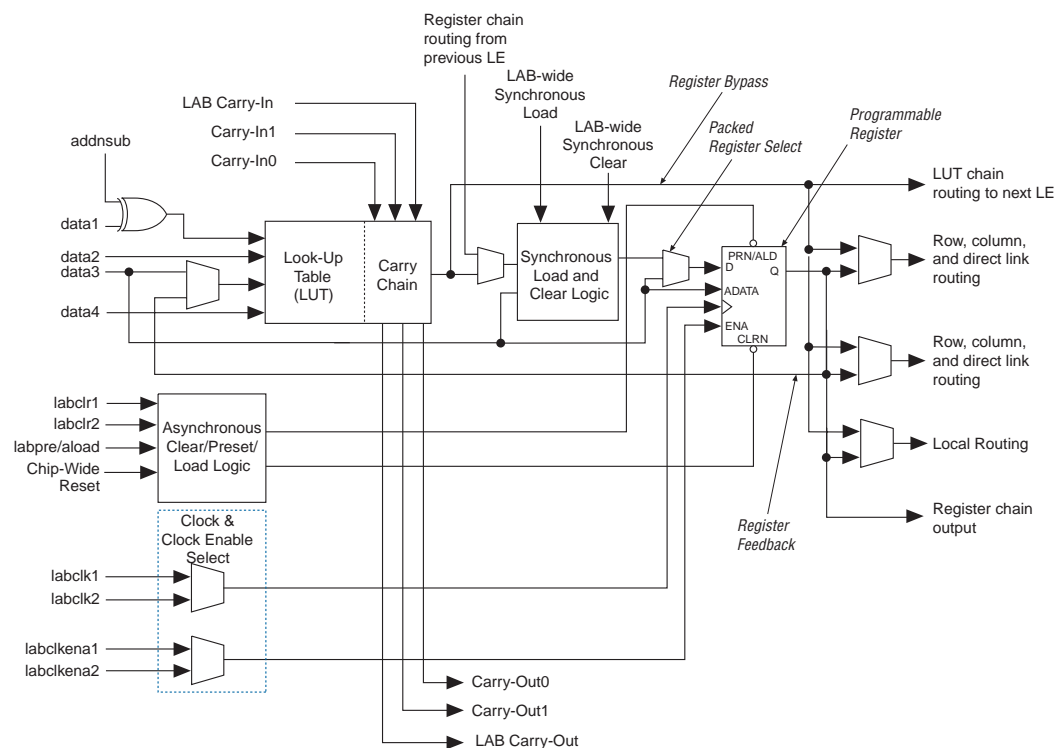 Register chain
routing from
previous LE
LAB-wide
Synchronous
Load
Register Bypass
LAB Carry-In
Packed
Register Select
Programmable
Register
addnsub
Carry-In1
LAB-wide
Synchronous
Clear
Carry-In0
LUT chain
routing to next LE
data1
data2
data3
data4
Look-Up
Table
(LUT)
Carry
Chain
Synchronous
Load and
Clear Logic
PRN/ALD
D
Q
ADATA
ENA
CLRN
Row, column,
and direct link
routing
Row, column,
and direct link
routing
labclr1
labclr2
labpre/aload
Chip-Wide
Reset
Asynchronous
Clear/Preset/
Load Logic
Local Routing
Register chain
output
Register
Feedback
Clock &
Clock Enable
Select
labclk1
labclk2
labclkena1
labclkena2
Carry-Out0
Carry-Out1
LAB Carry-Out